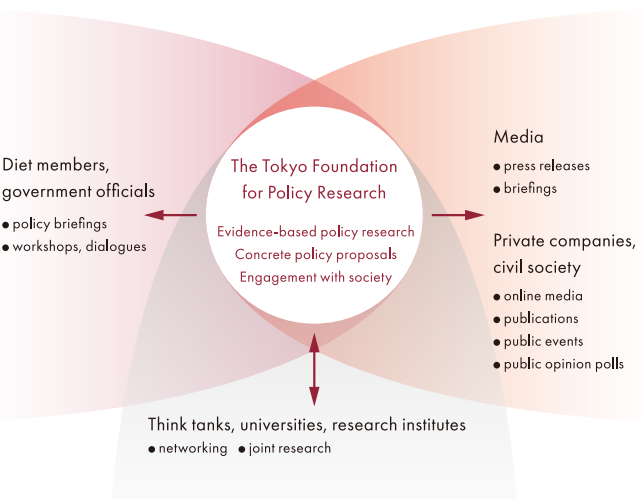 Diet members,
government officials
● policy briefings
● workshops, dialogues
The Tokyo Foundation
for Policy Research
Evidence-based policy research
Concrete policy proposals
Engagement with society
Media
● press releases
● briefings
Private companies,
civil society
● online media
● publications
● public events
● public opinion polls
Think tanks, universities, research institutes
● networking ● joint research